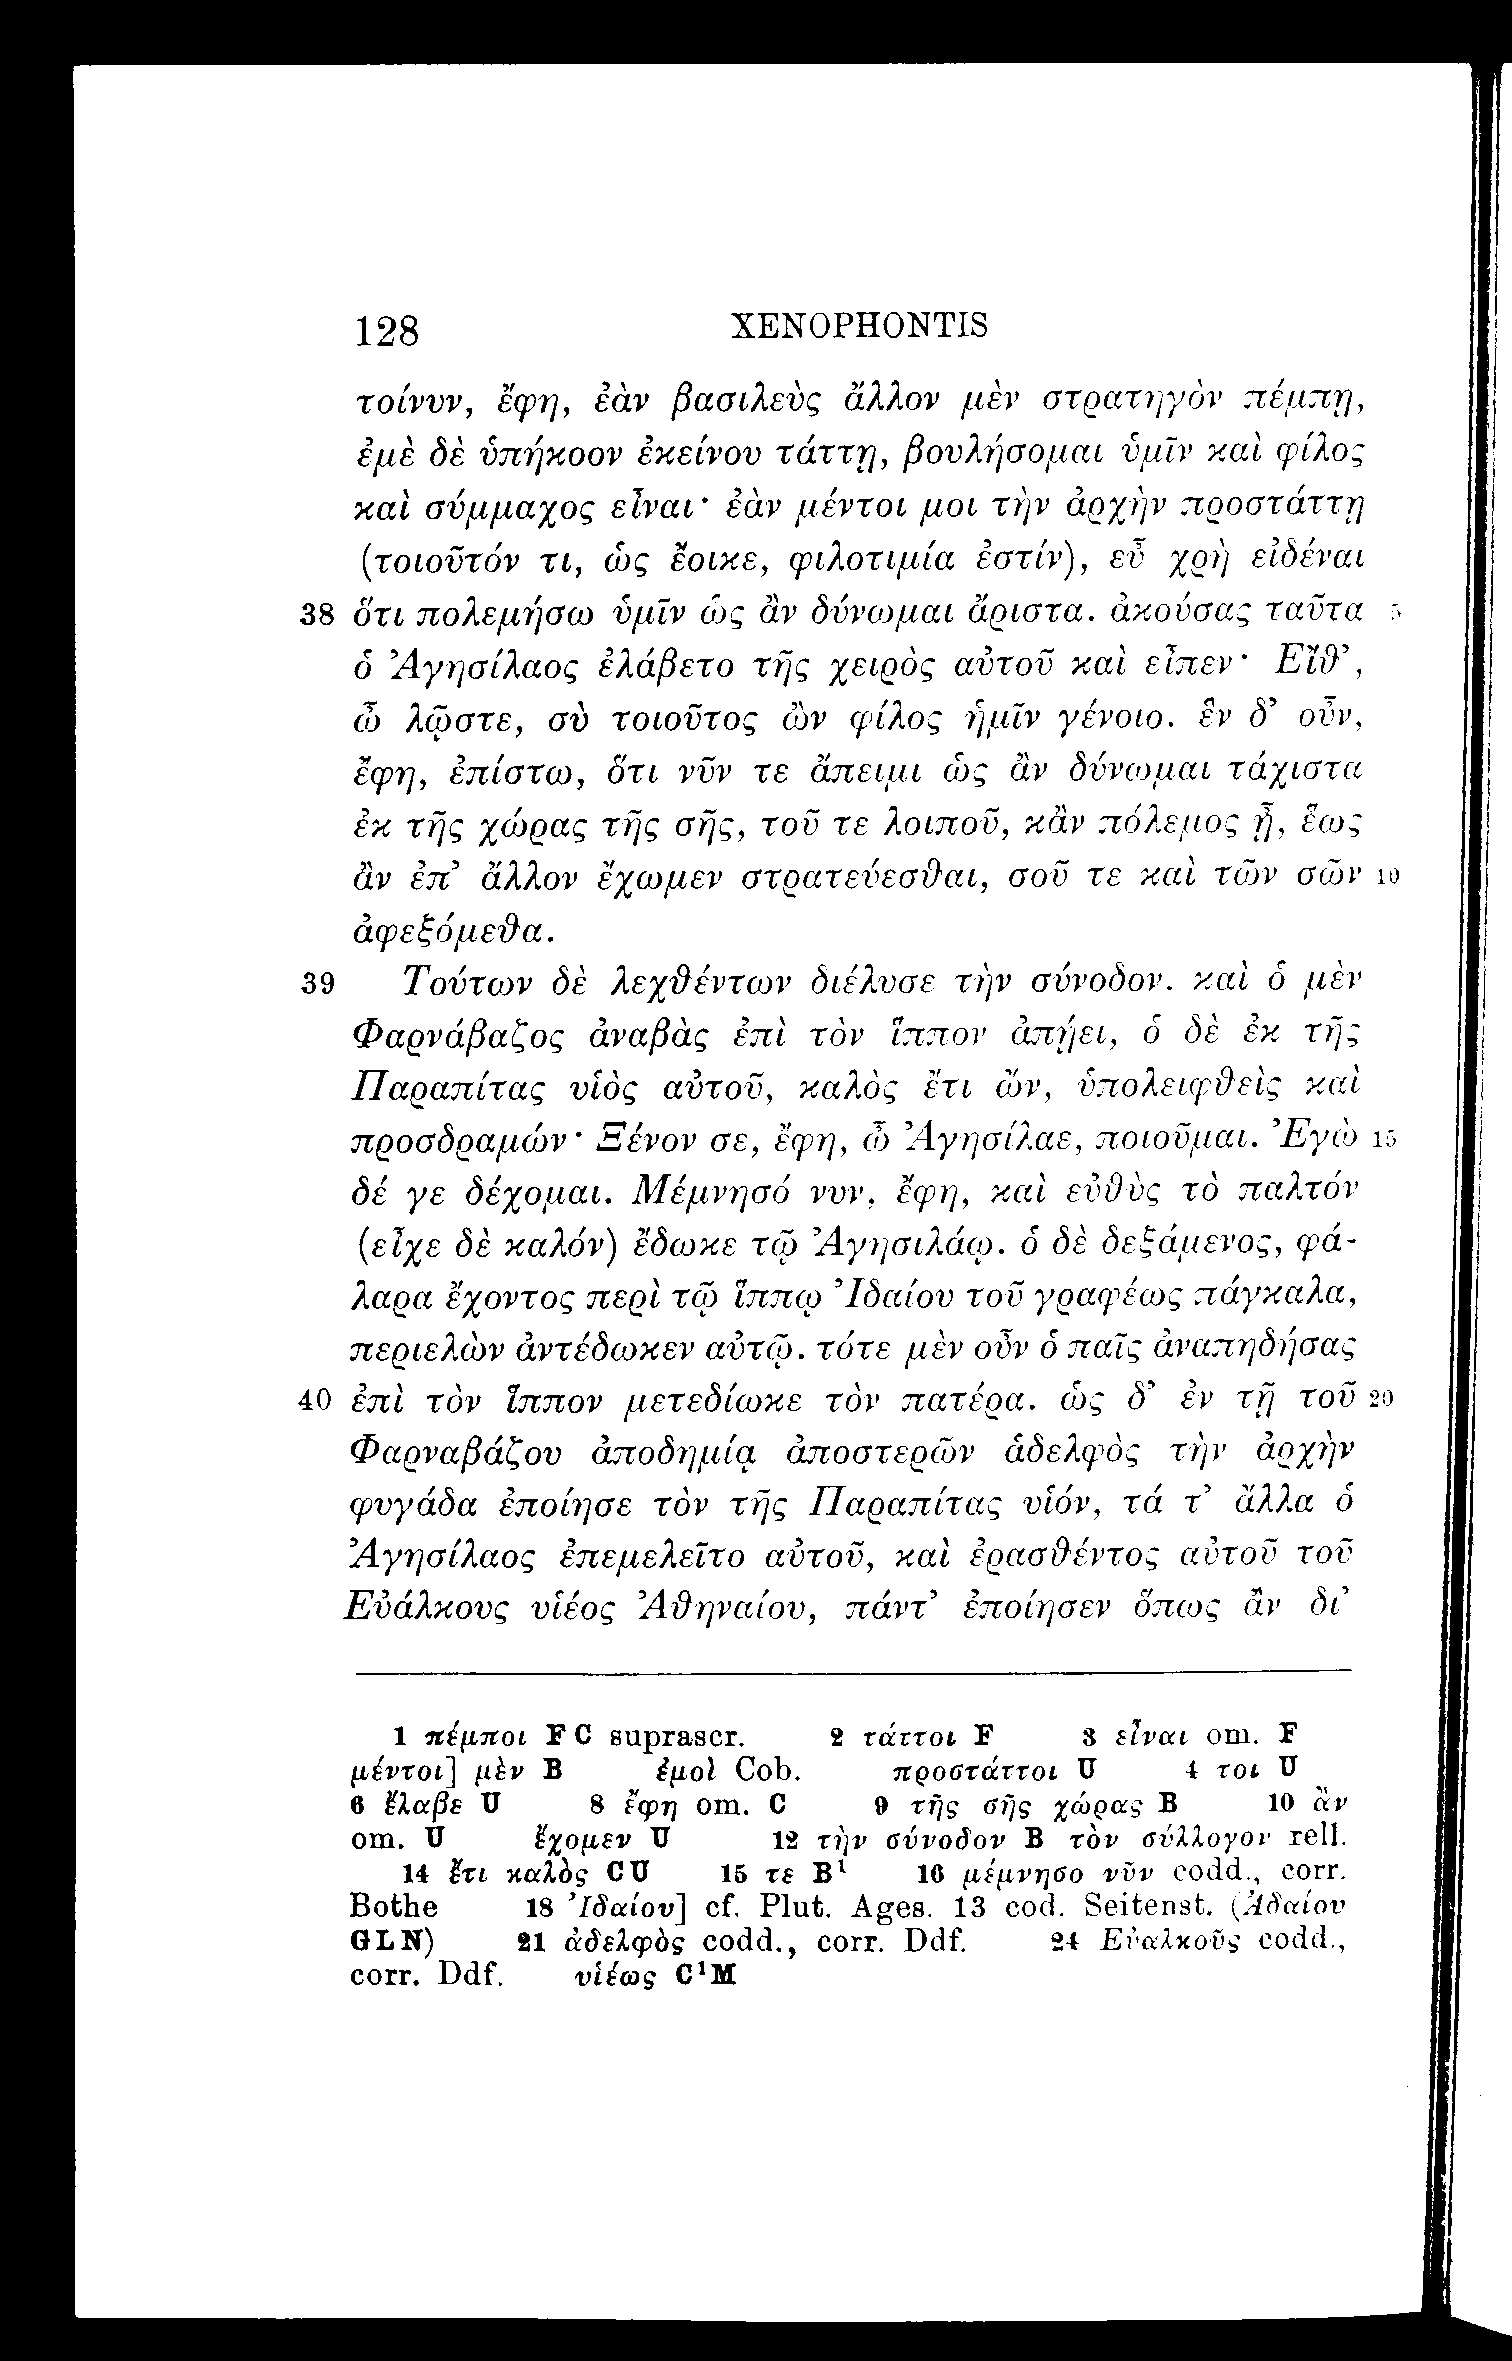 128 XENOPHONTIS
τοίνυν, ἔφη, ἐὰν βασιλεὺς ἄλλον μὲν στρατηγὸν πέμπῃ,
ἐμὲ δὲ ὑπήκοον ἐκείνου τάττῃ, βουλήσομαι ὑμῖν καὶ φίλος
καὶ σύμμαχος εἶναι· ἐὰν μέντοι μοι τὴν ἀρχὴν προστάττῃ
(τοιοῦτόν τι, ὡς ἔοικε, φιλοτιμία ἐστίν), εὖ χρὴ εἰδέναι
38 ὅτι πολεμήσω ὑμῖν ὡς ἂν δύνωμαι ἄριστα. ἀκούσας ταῦτα 5
ὁ Ἀγησίλαος ἐλάβετο τῆς χειρὸς αὐτοῦ καὶ εἶπεν· Εἴθ’,
ὦ λῷστε, σὺ τοιοῦτος ὢν φίλος ἡμῖν γένοιο. ἓν δ’ οὖν,
ἔφη, ἐπίστω, ὅτι νῦν τε ἄπειμι ὡς ἂν δύνωμαι τάχιστα
ἐκ τῆς χώρας τῆς σῆς, τοῦ τε λοιποῦ, κἂν πόλεμος ᾖ, ἕως
ἂν ἐπ’ ἄλλον ἔχωμεν στρατεύεσθαι, σοῦ τε καὶ τῶν σῶν 10
ἀφεξόμεθα.
39 Τούτων δὲ λεχθέντων διέλυσε τὴν σύνοδον. καὶ ὁ μὲν
Φαρνάβαζος ἀναβὰς ἐπὶ τὸν ἵππον ἀπῄει, ὁ δὲ ἐκ τῆς
Παραπίτας υἱὸς αὐτοῦ, καλὸς ἔτι ὤν, ὑπολειφθεὶς καὶ
προσδραμών· Ξένον σε, ἔφη, ὦ Ἀγησίλαε, ποιοῦμαι. Ἐγὼ 15
δέ γε δέχομαι. Μέμνησό νυν, ἔφη, καὶ εὐθὺς τὸ παλτόν
(εἶχε δὲ καλόν) ἔδωκε τῷ Ἀγησιλάῳ. ὁ δὲ δεξάμενος, φά-
λαρα ἔχοντος περὶ τῷ ἵππῳ Ἰδαίου τοῦ γραφέως πάγκαλα,
περιελὼν ἀντέδωκεν αὐτῷ. τότε μὲν οὖν ὁ παῖς ἀναπηδήσας
40 ἐπὶ τὸν ἵππον μετεδίωκε τὸν πατέρα. ὡς δ’ ἐν τῇ τοῦ 20
Φαρναβάζου ἀποδημίᾳ ἀποστερῶν ἁδελφὸς τὴν ἀρχὴν
φυγάδα ἐποίησε τὸν τῆς Παραπίτας υἱόν, τά τ’ ἄλλα ὁ
Ἀγησίλαος ἐπεμελεῖτο αὐτοῦ, καὶ ἐρασθέντος αὐτοῦ τοῦ
Εὐάλκους υἱέος Ἀθηναίου, πάντ’ ἐποίησεν ὅπως ἂν δι’
1 πέμποι F C suprascr. 2 τάττοι F 3 εἶναι om. F
μέντοι] μὲν B ἐμοὶ Cob. προστάττοι U 4 τοι U
6 ἔλαβε U 8 ἔφη om. C 9 τῆς σῆς χώρας B 10 ἂν
om. U ἔχομεν U 12 τὴν σύνοδον B τὸν σύλλογον rell.
14 ἔτι καλὸς C U 15 τε B¹ 16 μέμνησο νῦν codd., corr.
Bothe 18 Ἰδαίου] cf. Plut. Ages. 13 cod. Seitenst. (Ἀδαίου
G L N) 21 ἀδελφὸς codd., corr. Ddf. 24 Εὐαλκοῦς codd.,
corr. Ddf. υἱέως C¹M